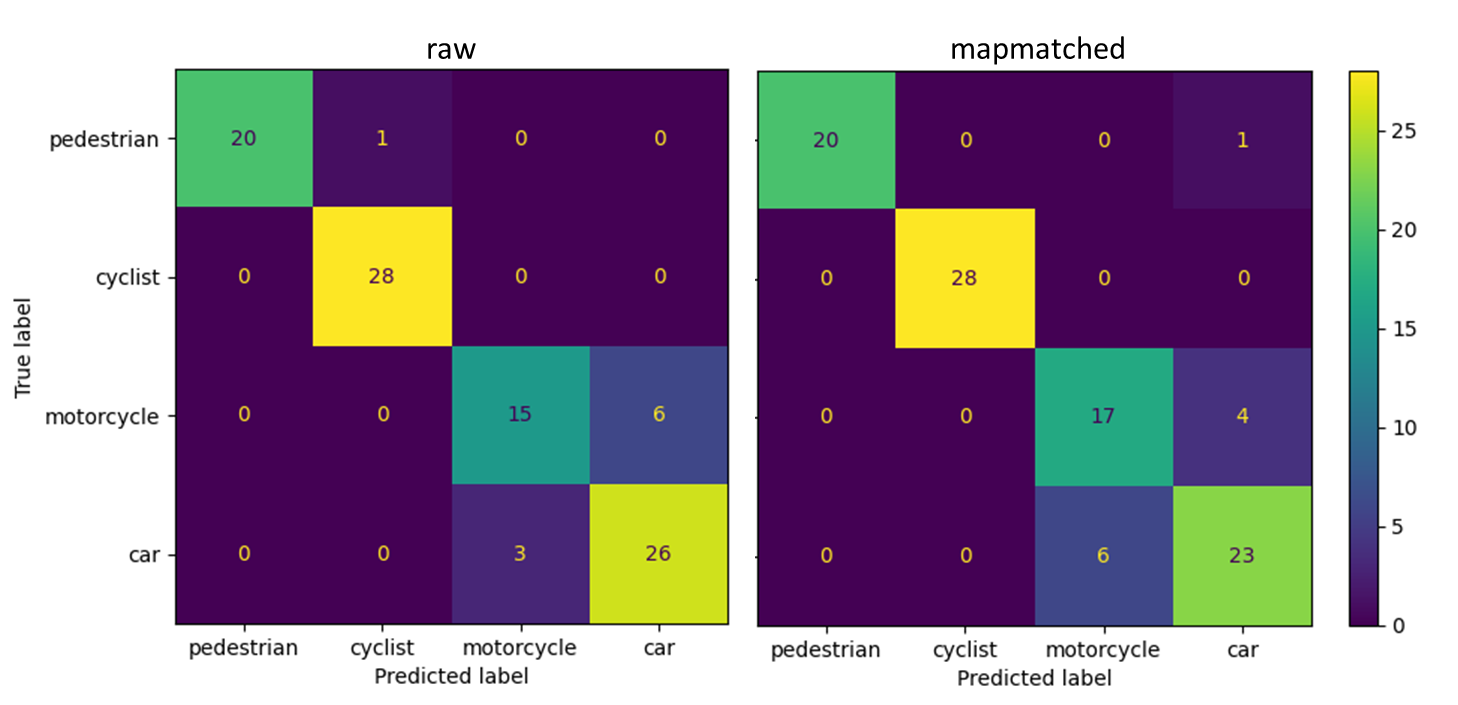 raw
mapmatched
pedestrian 20 1 0 0
20 0 0 1
cyclist 0 28 0 0
0 28 0 0
motorcycle 0 0 15 6
0 0 17 4
car 0 0 3 26
0 0 6 23
True label
pedestrian cyclist motorcycle car
Predicted label
pedestrian cyclist motorcycle car
Predicted label
25
20
15
10
5
0